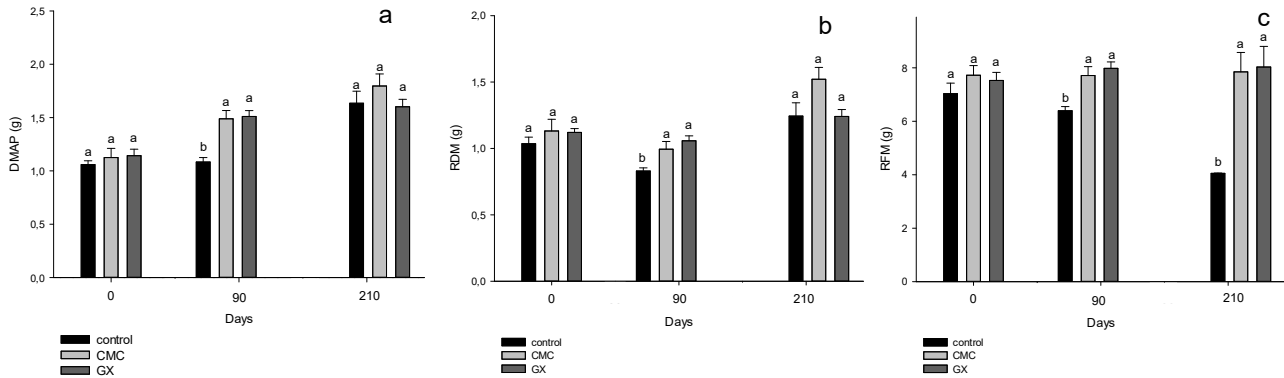 a
2,5
2,0
1,5
1,0
0,5
0,0
DMAP (g)
a a a
b a a
a a a
0 90 210
Days
control
CMC
GX
b
2,0
1,5
1,0
0,5
0,0
RDM (g)
a a a
b a a
a a a
0 90 210
Days
control
CMC
GX
c
8
6
4
2
0
RFM (g)
a a a
b a a
b a a
0 90 210
Days
control
CMC
GX